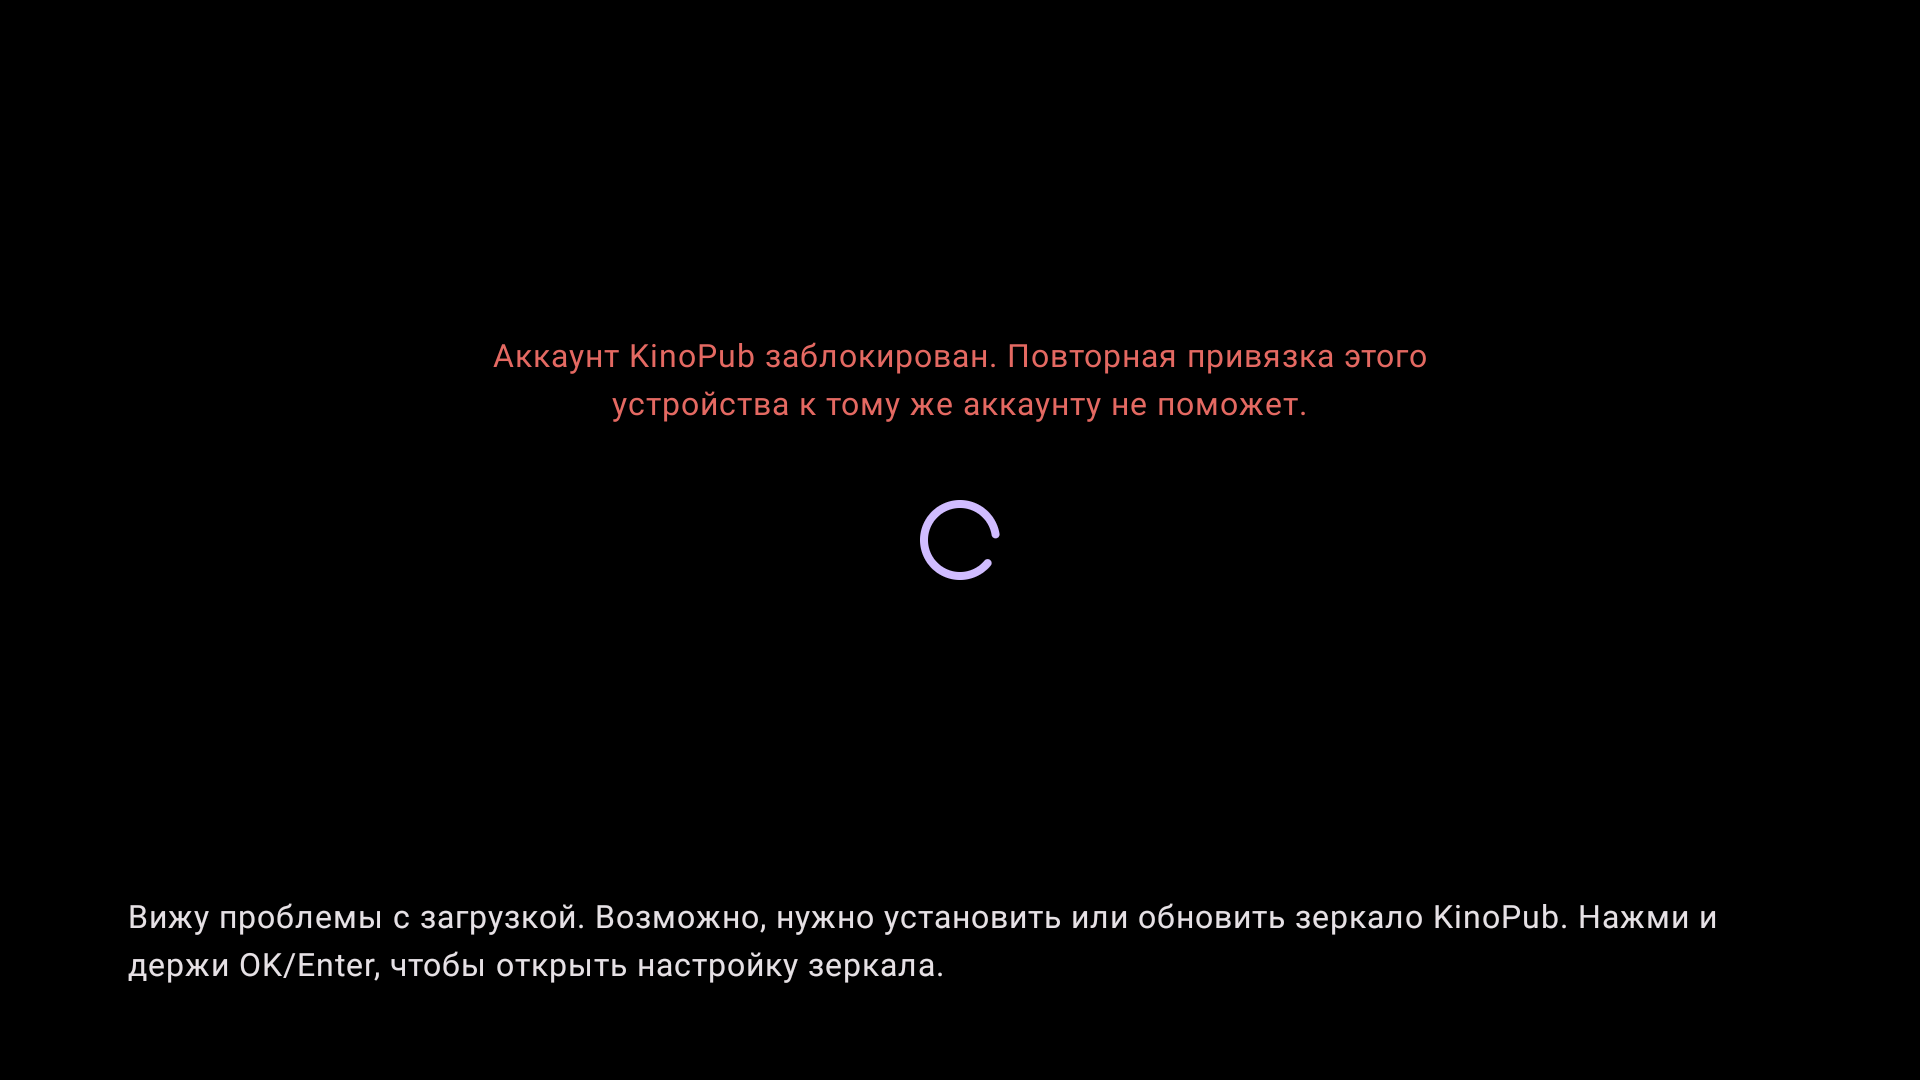 Аккаунт KinoPub заблокирован. Повторная привязка этого
устройства к тому же аккаунту не поможет.
Вижу проблемы с загрузкой. Возможно, нужно установить или обновить зеркало KinoPub. Нажми и
держи OK/Enter, чтобы открыть настройку зеркала.